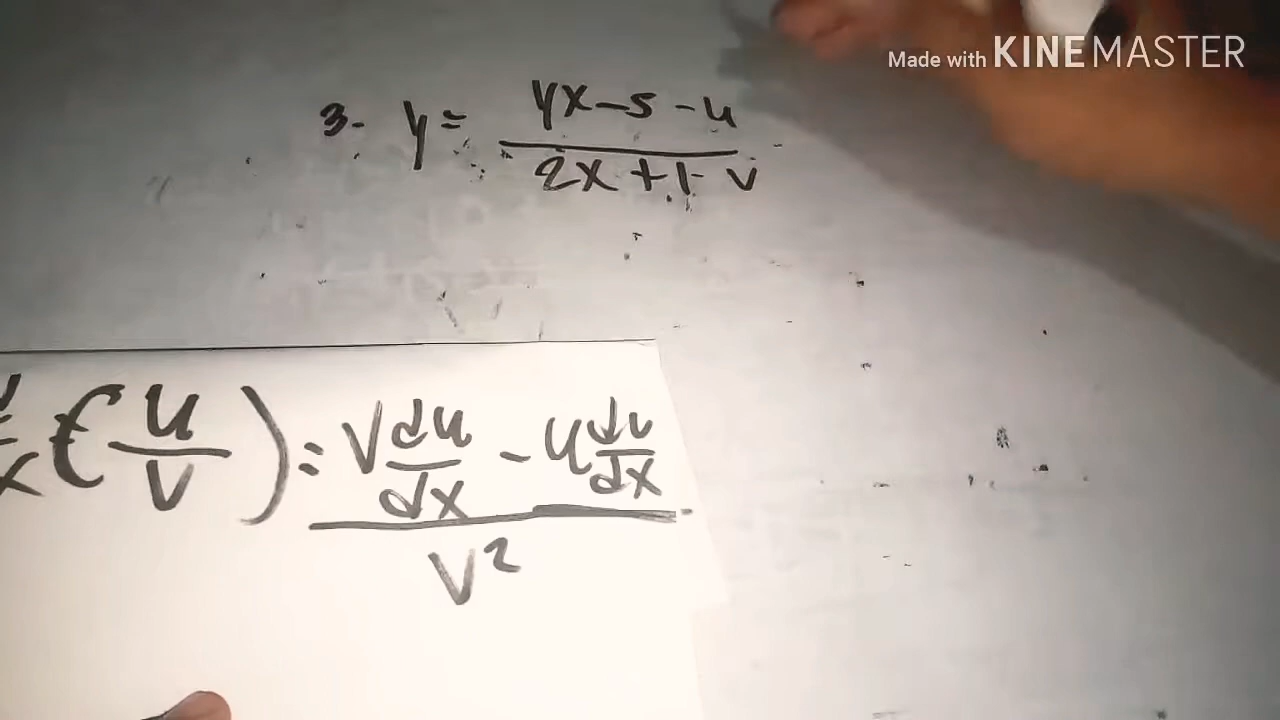 Made with KINEMASTER
3- y = 4x-5 - u
2x+1 - v
(u/v) = v du/dx - u dv/dx
v²